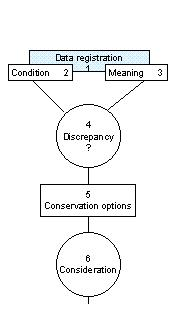 Data registration
1
Condition 2
Meaning 3
4
Discrepancy
?
5
Conservation options
6
Consideration